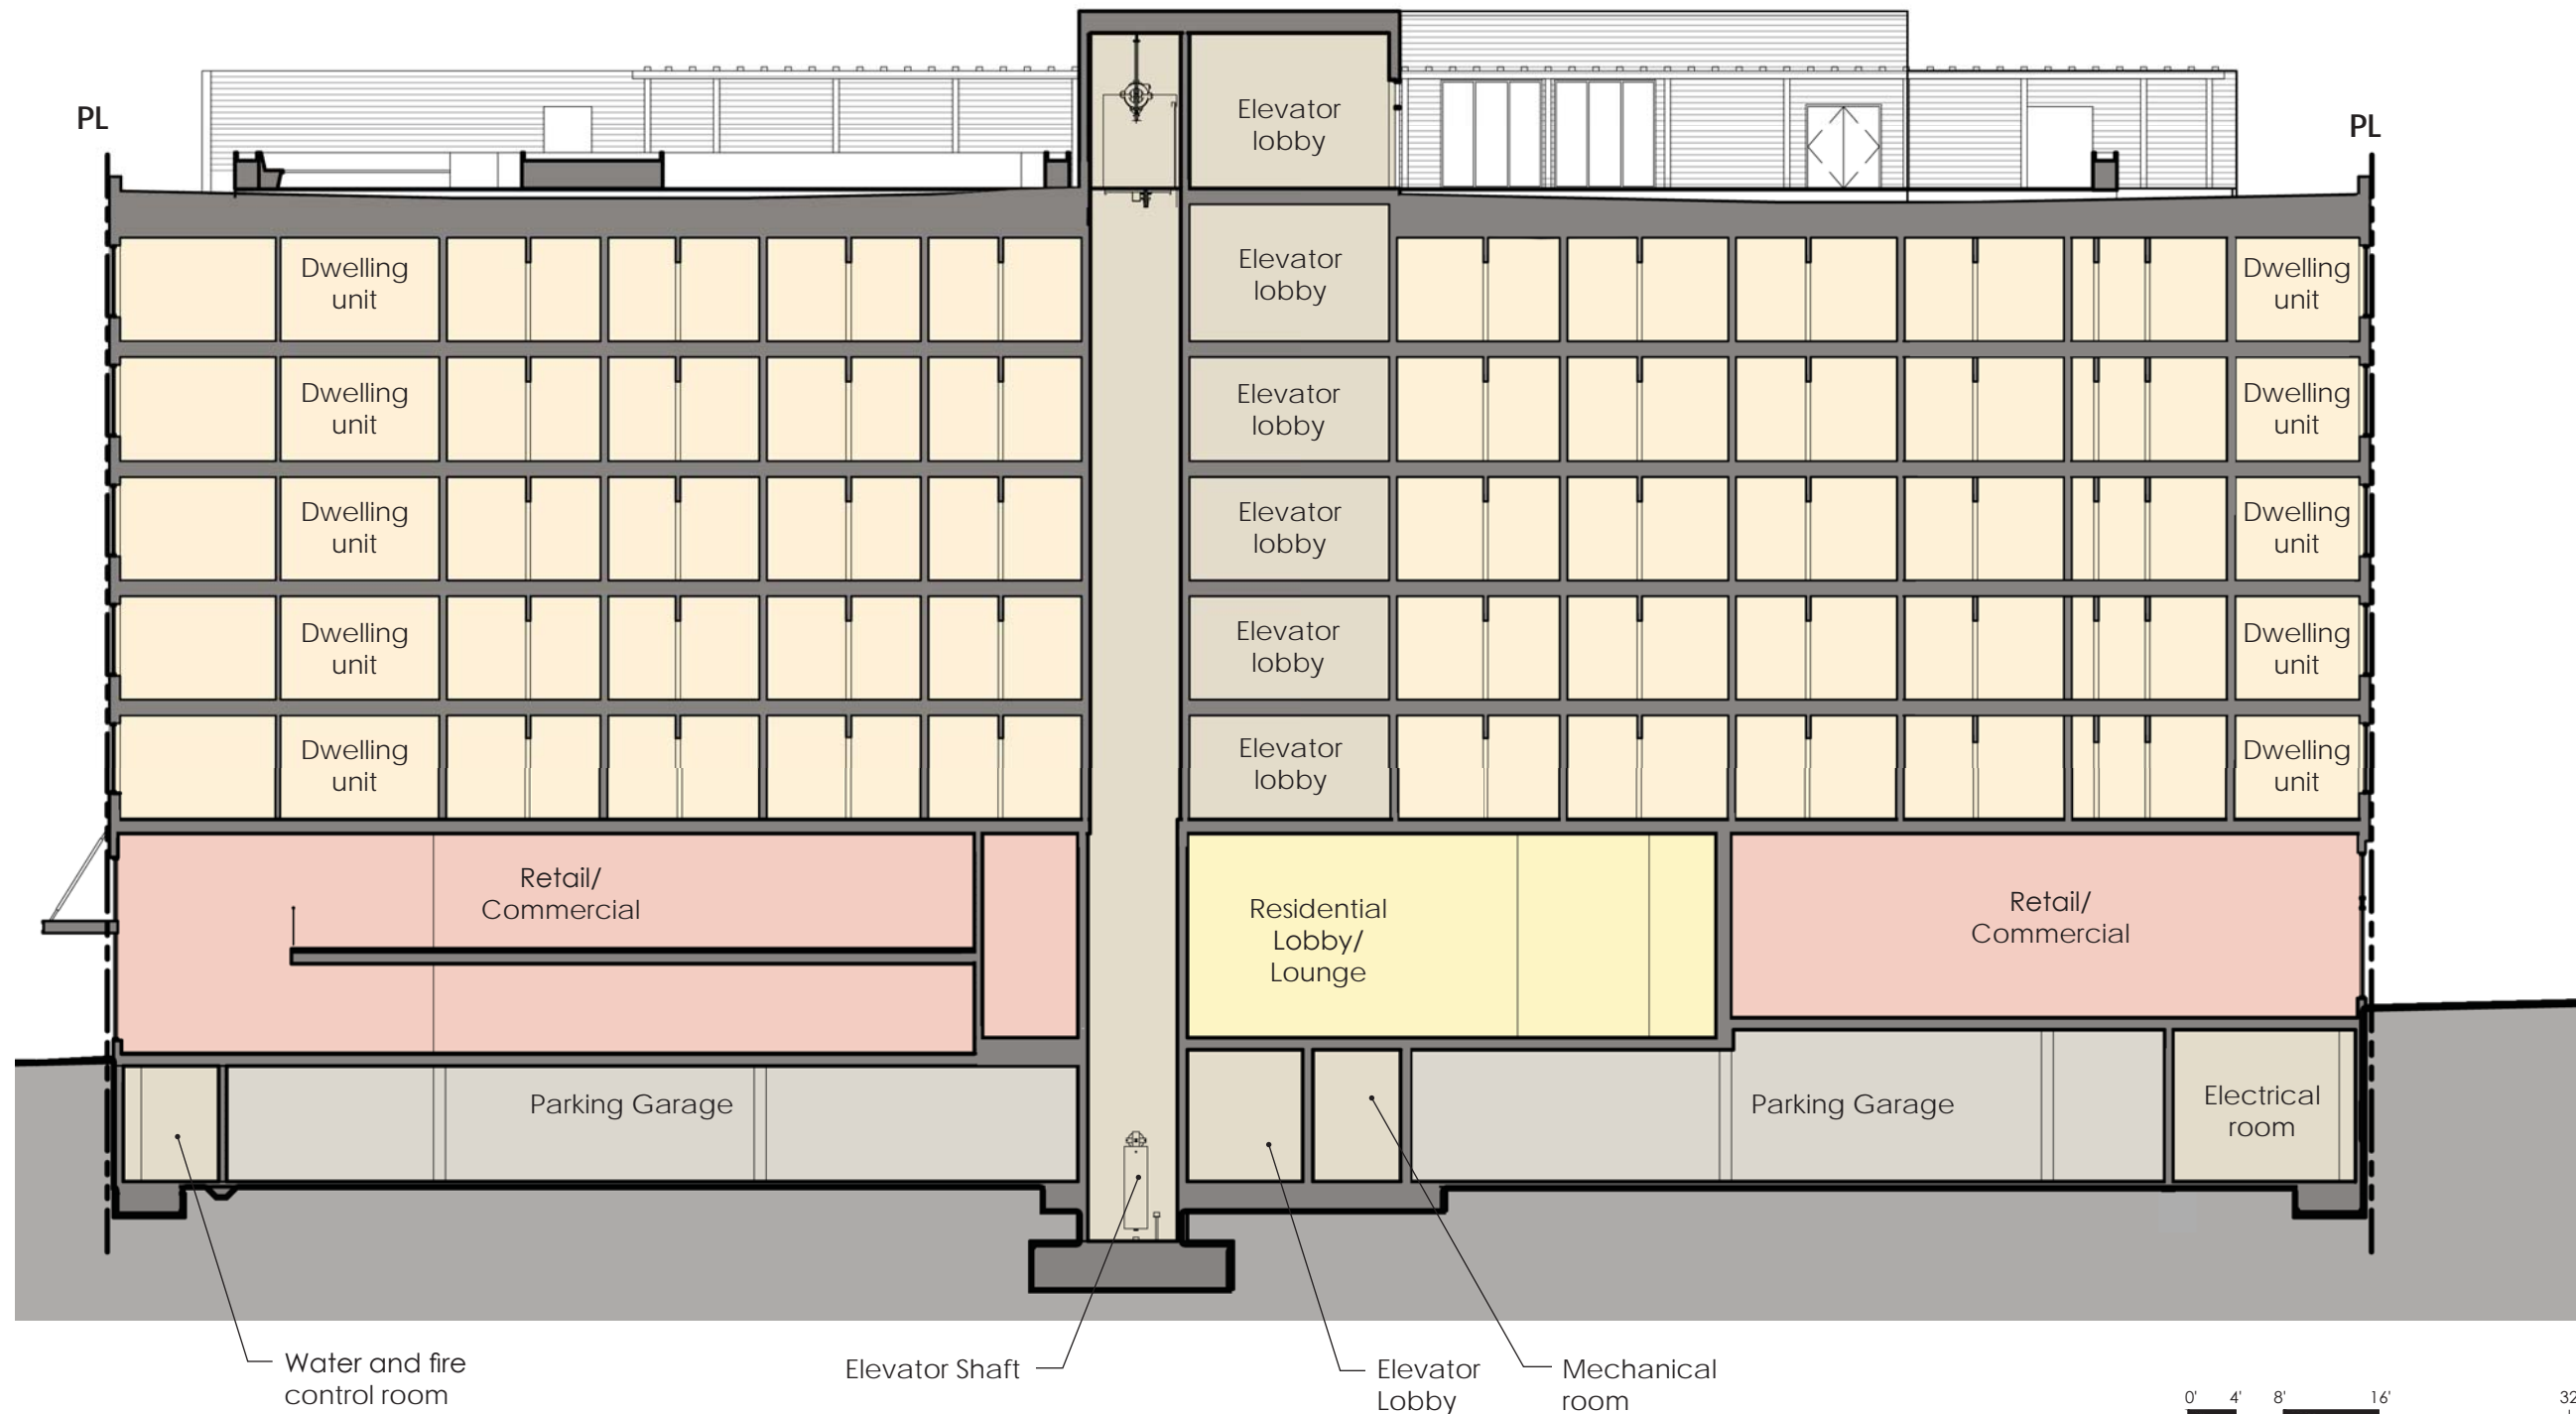 PL
PL
Elevator
lobby
Dwelling
unit
Elevator
lobby
Dwelling
unit
Dwelling
unit
Elevator
lobby
Dwelling
unit
Dwelling
unit
Elevator
lobby
Dwelling
unit
Dwelling
unit
Elevator
lobby
Dwelling
unit
Dwelling
unit
Elevator
lobby
Dwelling
unit
Retail/
Commercial
Residential
Lobby/
Lounge
Retail/
Commercial
Parking Garage
Parking Garage
Electrical
room
Water and fire
control room
Elevator Shaft
Elevator
Lobby
Mechanical
room
0' 4' 8' 16' 32